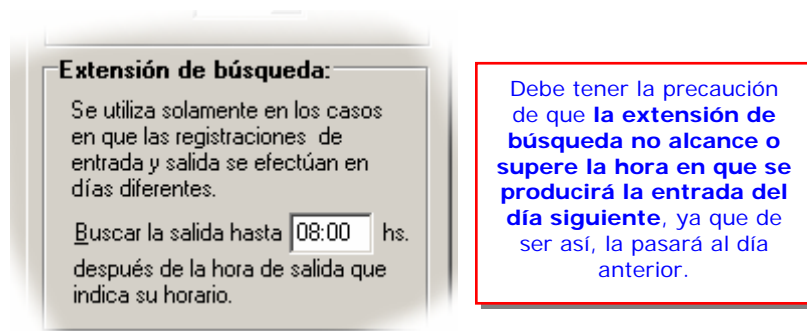 Extensión de búsqueda:
Se utiliza solamente en los casos
en que las registraciones de
entrada y salida se efectúan en
días diferentes.
Buscar la salida hasta 08:00 hs.
después de la hora de salida que
indica su horario.
Debe tener la precaución
de que la extensión de
búsqueda no alcance o
supere la hora en que se
producirá la entrada del
día siguiente, ya que de
ser así, la pasará al día
anterior.